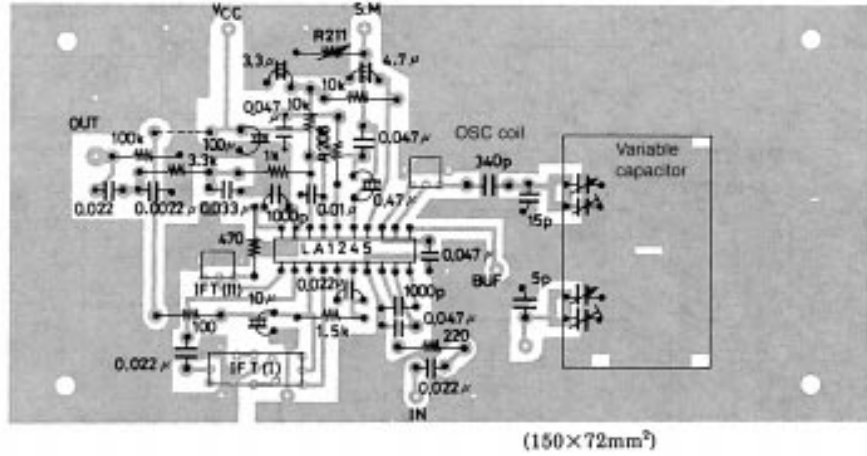 VCC
S.M
R211
3.3μ
4.7μ
10k
10k
0.047μ
0.047μ
OUT
OSC coil
Variable
capacitor
100k
100μ
R208
340p
3.3k
1k
0.47μ
0.022
0.0022μ
0.033μ
1000p
0.01μ
15p
470
LA1245
0.047μ
BUF
IFT(II)
0.022μ
5p
10μ
1000p
100
1.5k
0.047μ
220
0.022μ
IFT(I)
0.022μ
IN
(150×72mm²)